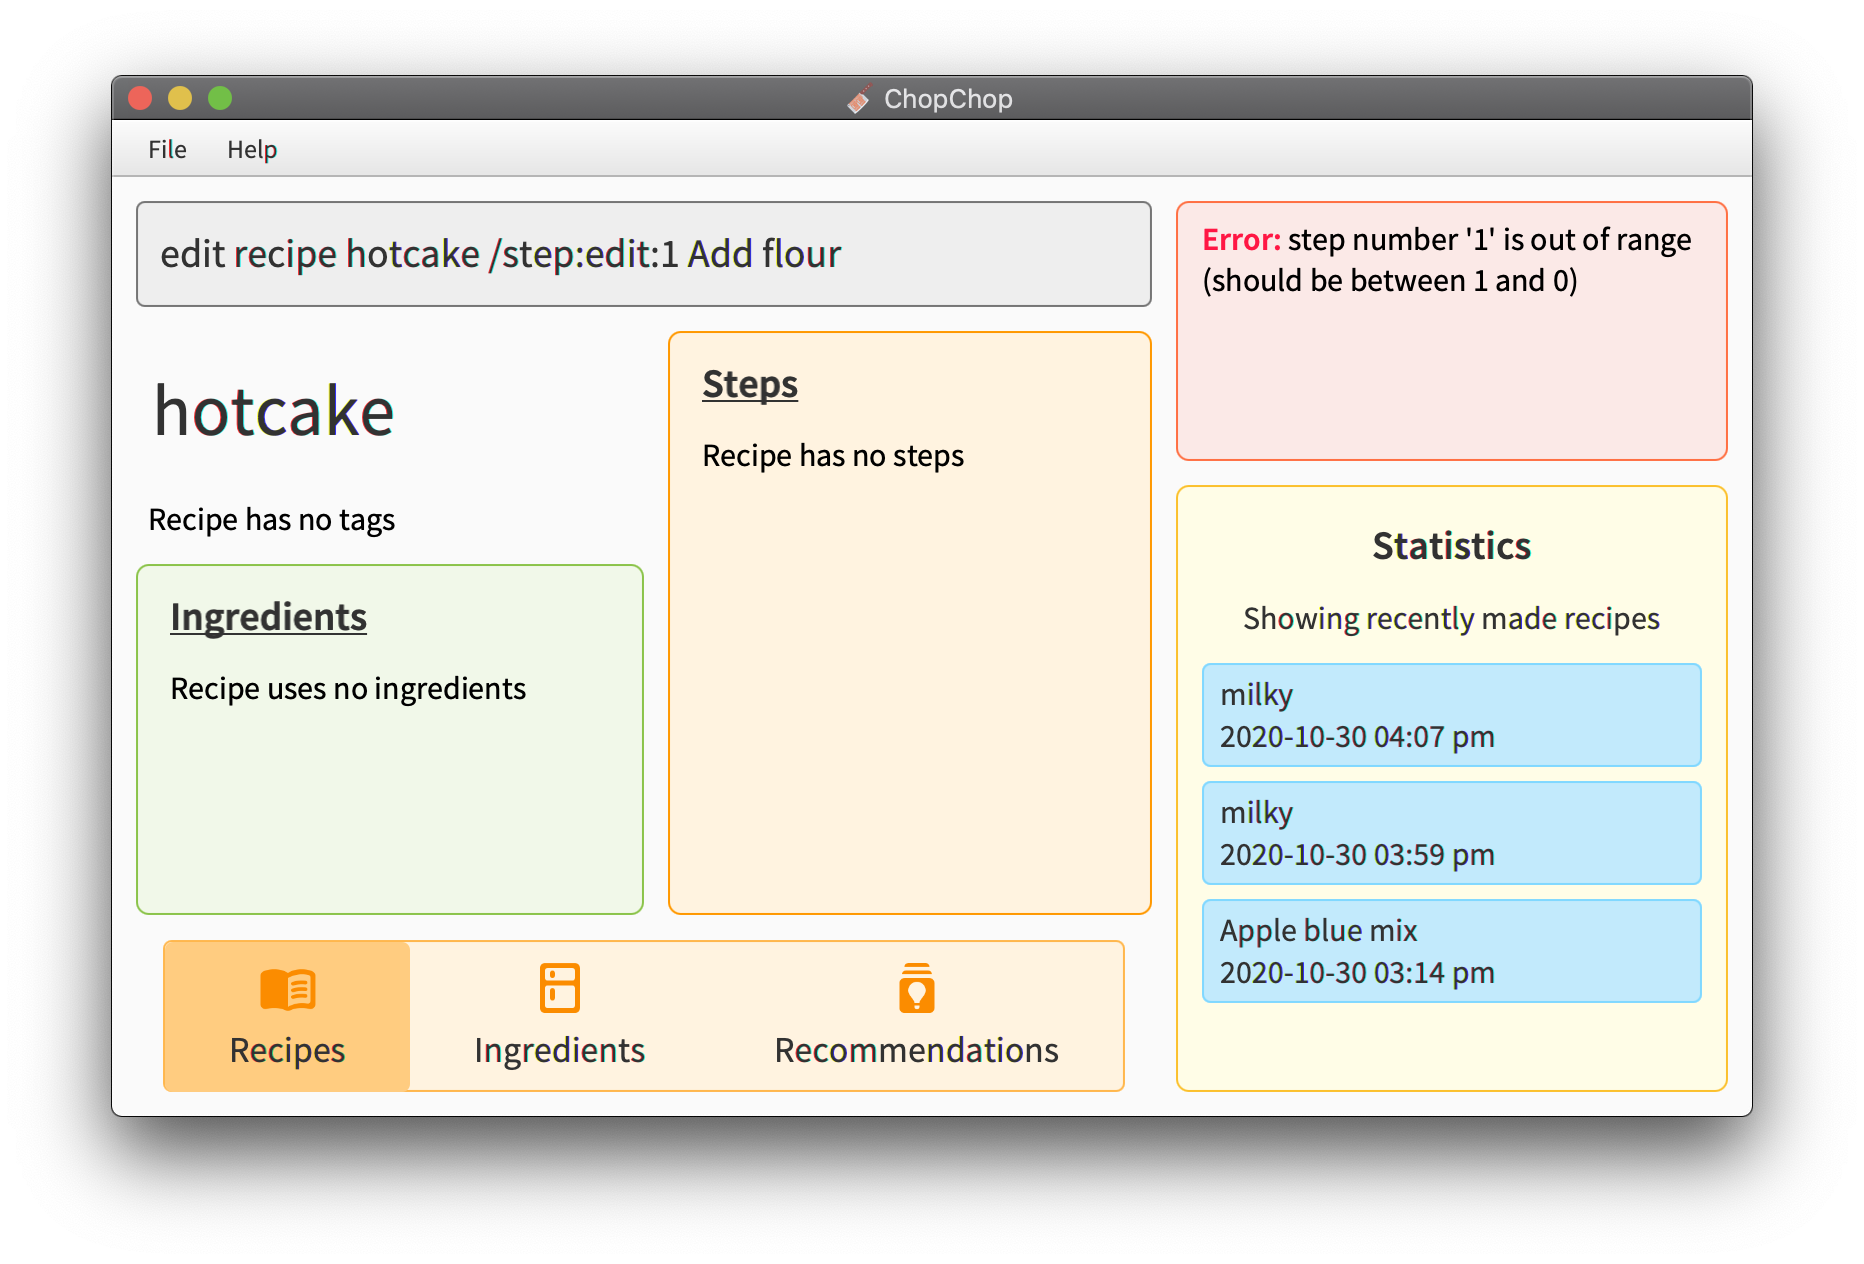 ChopChop
File Help
edit recipe hotcake /step:edit:1 Add flour
Error: step number '1' is out of range
(should be between 1 and 0)
hotcake
Recipe has no tags
Ingredients
Recipe uses no ingredients
Steps
Recipe has no steps
Statistics
Showing recently made recipes
milky
2020-10-30 04:07 pm
milky
2020-10-30 03:59 pm
Apple blue mix
2020-10-30 03:14 pm
Recipes Ingredients Recommendations